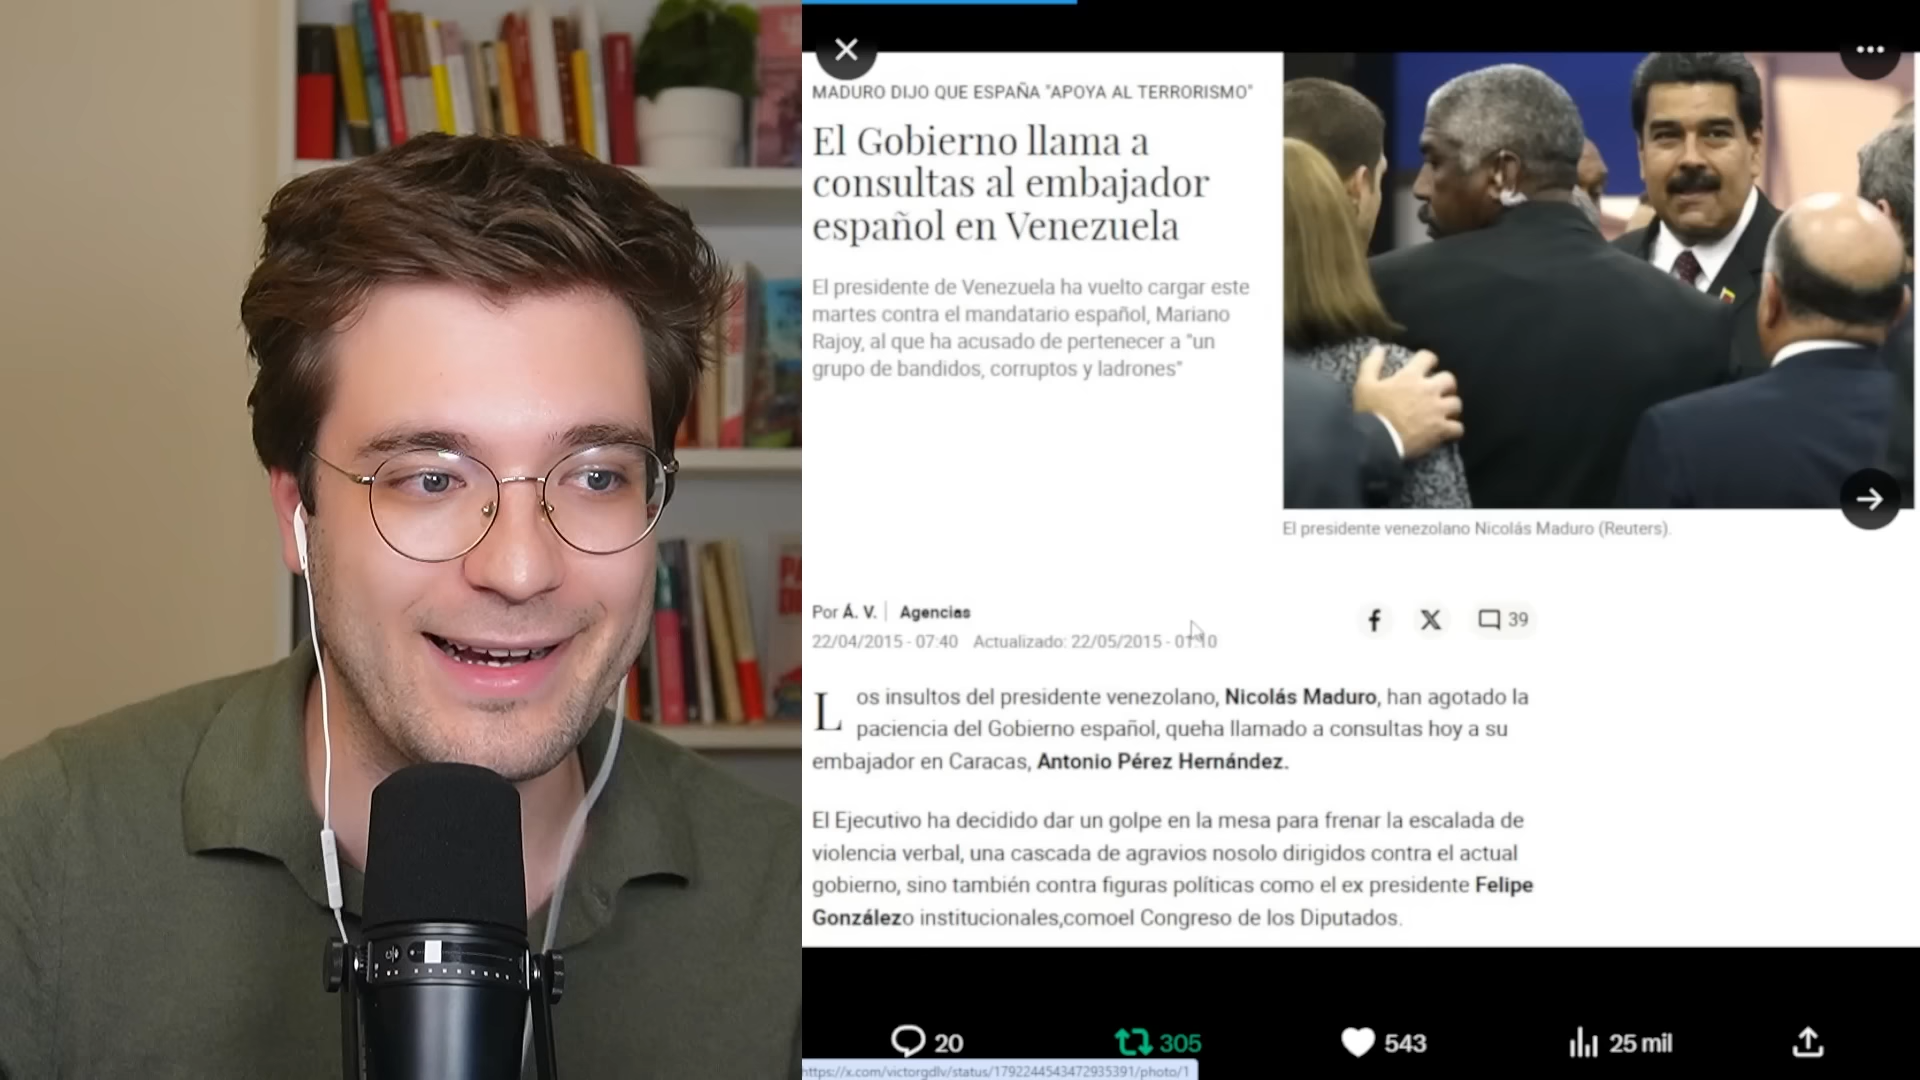 MADURO DIJO QUE ESPAÑA "APOYA AL TERRORISMO"
El Gobierno llama a
consultas al embajador
español en Venezuela
El presidente de Venezuela ha vuelto cargar este
martes contra el mandatario español, Mariano
Rajoy, al que ha acusado de pertenecer a "un
grupo de bandidos, corruptos y ladrones"
El presidente venezolano Nicolás Maduro (Reuters).
Por Á. V. Agencias
22/04/2015 - 07:40 Actualizado: 22/05/2015 - 01:10
39
Los insultos del presidente venezolano, Nicolás Maduro, han agotado la
paciencia del Gobierno español, queha llamado a consultas hoy a su
embajador en Caracas, Antonio Pérez Hernández.
El Ejecutivo ha decidido dar un golpe en la mesa para frenar la escalada de
violencia verbal, una cascada de agravios nosolo dirigidos contra el actual
gobierno, sino también contra figuras políticas como el ex presidente Felipe
Gonzálezo institucionales,comoel Congreso de los Diputados.
20 305 543 25 mil
https://x.com/victorgdlv/status/1792244543472935391/photo/1